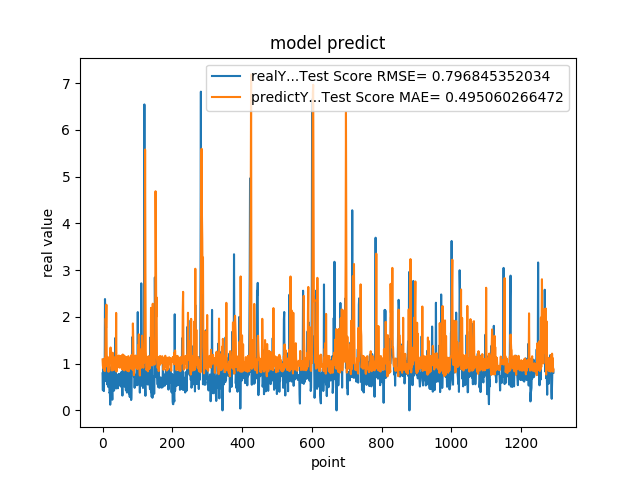 model predict
realY...Test Score RMSE= 0.796845352034
predictY...Test Score MAE= 0.495060266472
real value
7
6
5
4
3
2
1
0
0 200 400 600 800 1000 1200
point